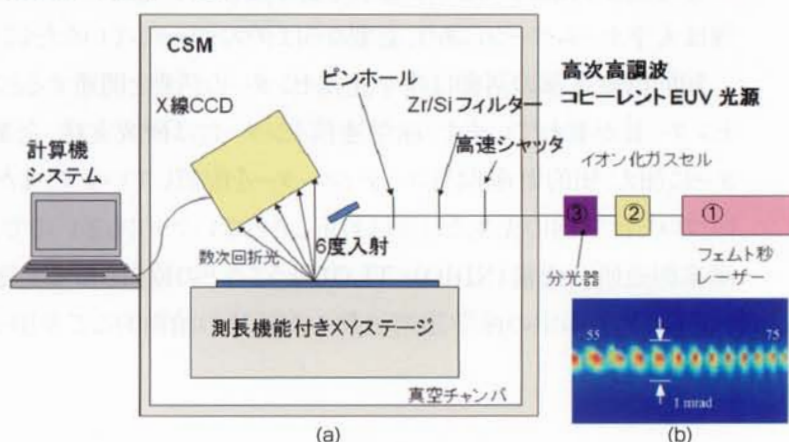 CSM
X線CCD
計算機
システム
数次回折光
6度入射
測長機能付きXYステージ
真空チャンバ
ピンホール
Zr/Siフィルター
高速シャッタ
高次高調波
コヒーレントEUV光源
イオン化ガスセル
③
②
①
フェムト秒
ザ
分光器
55
75
1 mrad
(a)
(b)